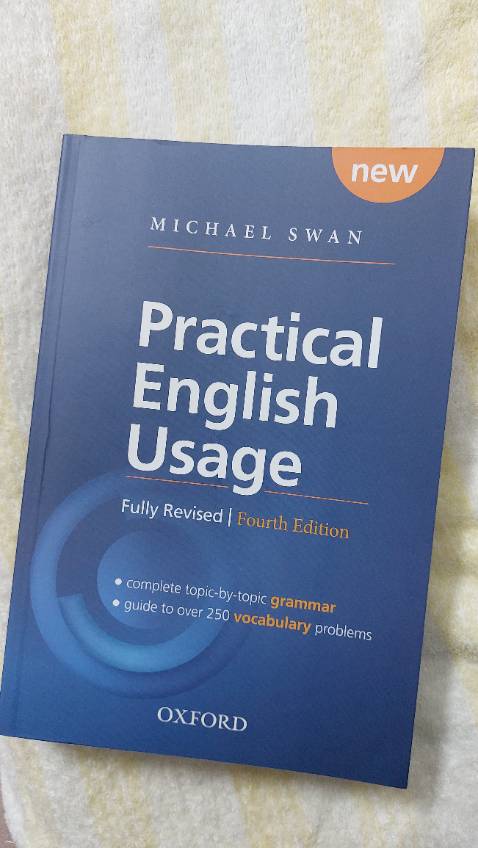 new
MICHAEL SWAN
Practical
English
Usage
Fully Revised | Fourth Edition
• complete topic-by-topic grammar
• guide to over 250 vocabulary problems
OXFORD